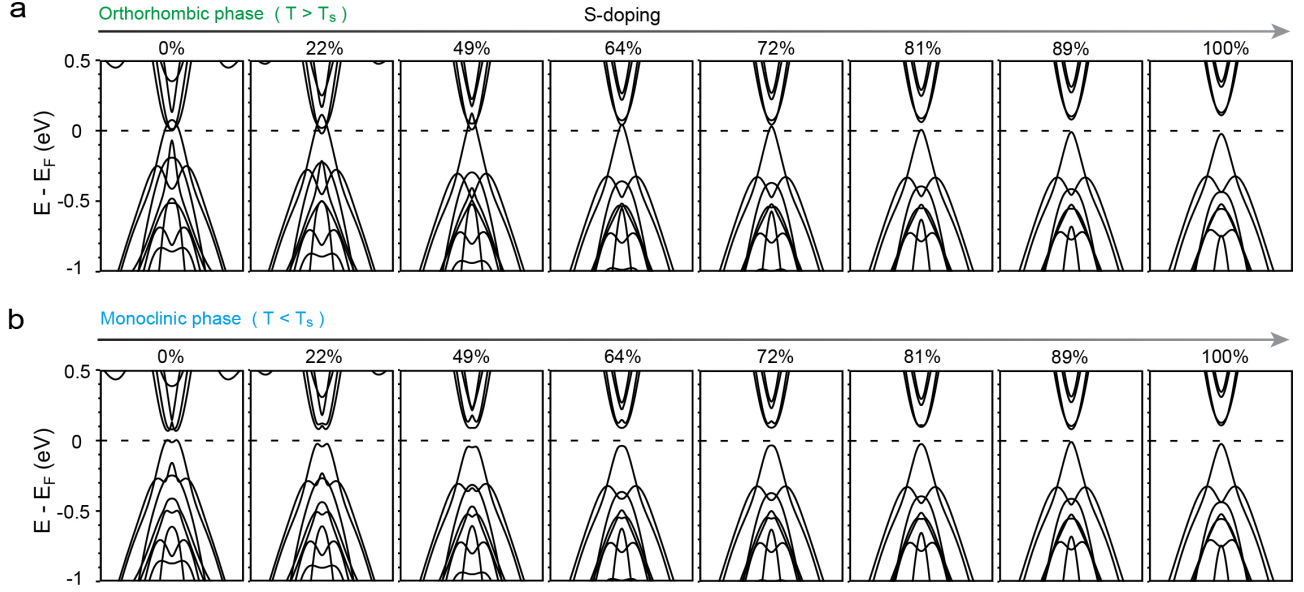 a
Orthorhombic phase ( T > Ts )
S-doping
0% 22% 49% 64% 72% 81% 89% 100%
0.5
0
-0.5
-1
E - EF (eV)
b
Monoclinic phase ( T < Ts )
0% 22% 49% 64% 72% 81% 89% 100%
0.5
0
-0.5
-1
E - EF (eV)